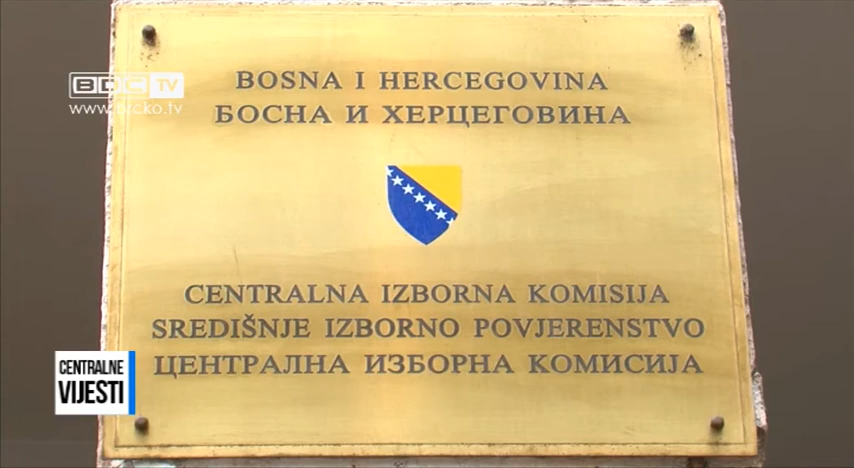 BDC TV
www.brcko.tv
BOSNA I HERCEGOVINA
БОСНА И ХЕРЦЕГОВИНА
CENTRALNA IZBORNA KOMISIJA
SREDIŠNJE IZBORNO POVJERENSTVO
ЦЕНТРАЛНА ИЗБОРНА КОМИСИЈА
CENTRALNE
VIJESTI